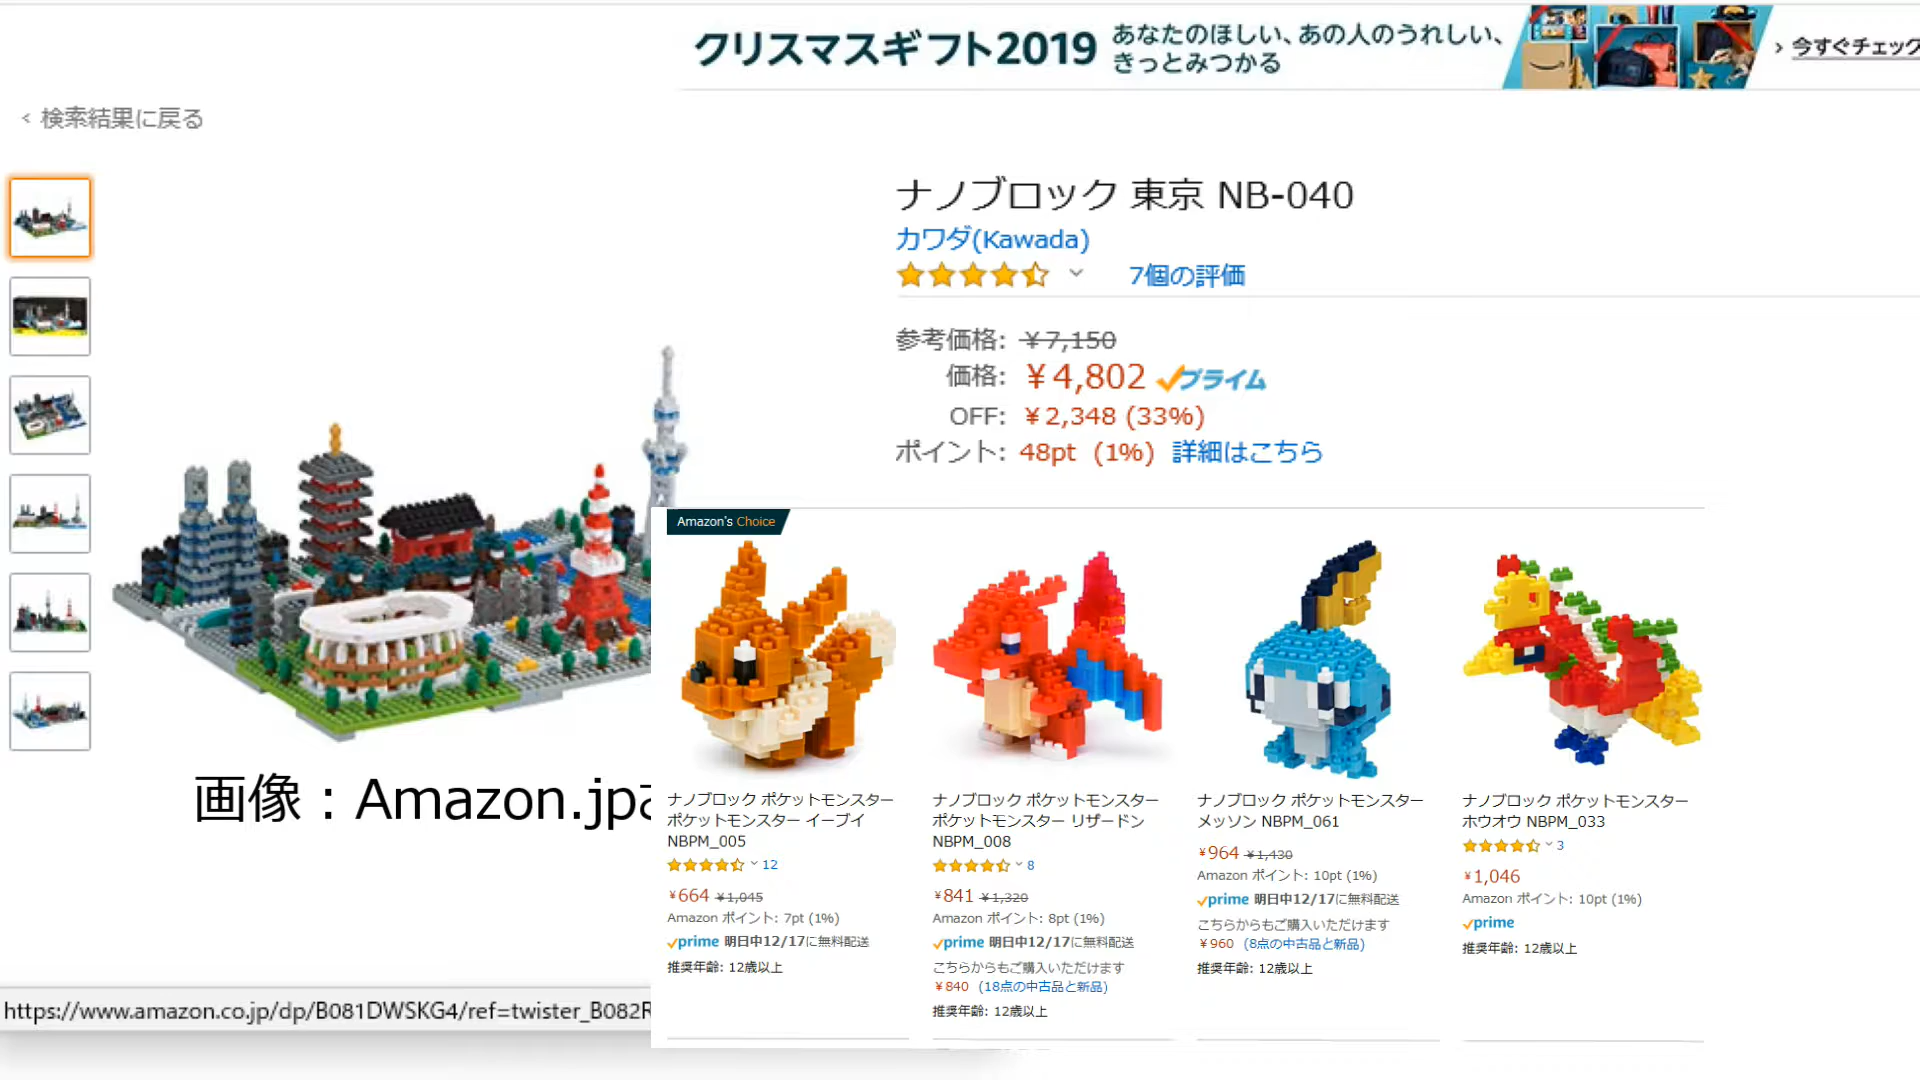 クリスマスギフト2019
あなたのほしい、あの人のうれしい、
きっとみつかる
› 今すぐチェック
‹ 検索結果に戻る
ナノブロック 東京 NB-040
カワダ(Kawada)
7個の評価
参考価格: ￥7,150
価格: ￥4,802 プライム
OFF: ￥2,348 (33%)
ポイント: 48pt (1%) 詳細はこちら
画像：Amazon.jp
Amazon's Choice
ナノブロック ポケットモンスター
ポケットモンスター イーブイ
NBPM_005
12
￥664 ￥1,045
Amazon ポイント: 7pt (1%)
prime 明日中12/17に無料配送
推奨年齢: 12歳以上
ナノブロック ポケットモンスター
ポケットモンスター リザードン
NBPM_008
8
￥841 ￥1,320
Amazon ポイント: 8pt (1%)
prime 明日中12/17に無料配送
こちらからもご購入いただけます
￥840 (18点の中古品と新品)
推奨年齢: 12歳以上
ナノブロック ポケットモンスター
メッソン NBPM_061
￥964 ￥1,430
Amazon ポイント: 10pt (1%)
prime 明日中12/17に無料配送
こちらからもご購入いただけます
￥960 (8点の中古品と新品)
推奨年齢: 12歳以上
ナノブロック ポケットモンスター
ホウオウ NBPM_033
3
￥1,046
Amazon ポイント: 10pt (1%)
prime
推奨年齢: 12歳以上
https://www.amazon.co.jp/dp/B081DWSKG4/ref=twister_B082R